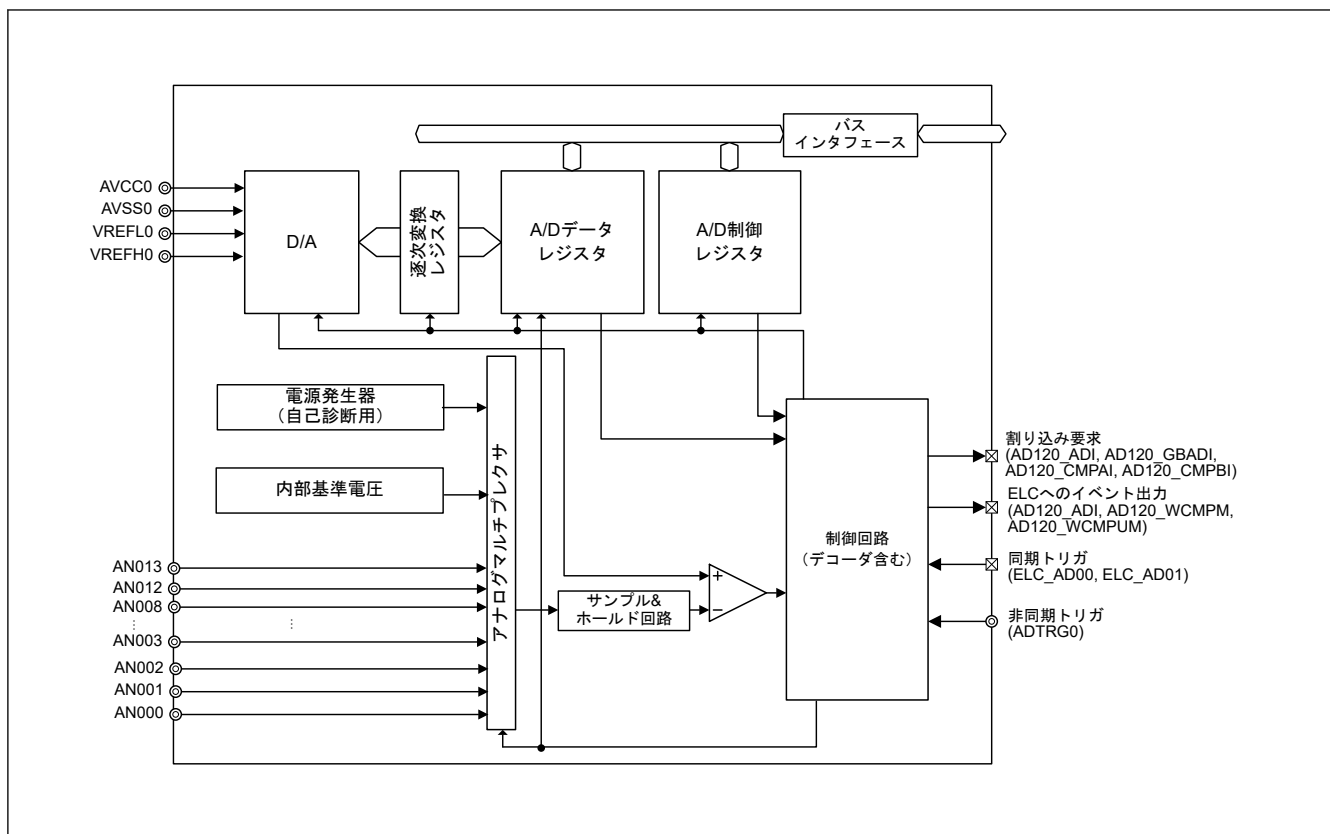 バス
インタフェース
AVCC0
AVSS0
VREFL0
VREFH0
D/A
逐次変換
レジスタ
A/Dデータ
レジスタ
A/D制御
レジスタ
電源発生器
(自己診断用)
内部基準電圧
アナログマルチプレクサ
AN013
AN012
AN008
AN003
AN002
AN001
AN000
サンプル&
ホールド回路
+
−
制御回路
(デコーダ含む)
割り込み要求
(AD120_ADI, AD120_GBADI,
AD120_CMPAI, AD120_CMPBI)
ELCへのイベント出力
(AD120_ADI, AD120_WCMPM,
AD120_WCMPUM)
同期トリガ
(ELC_AD00, ELC_AD01)
非同期トリガ
(ADTRG0)